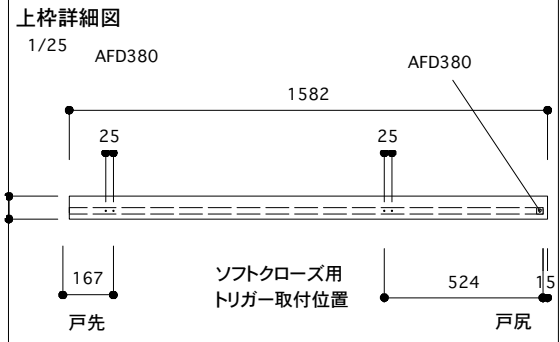 上枠詳細図
1/25
AFD380
AFD380
1582
25
25
167
ソフトクローズ用
トリガー取付位置
524
15
戸先
戸尻